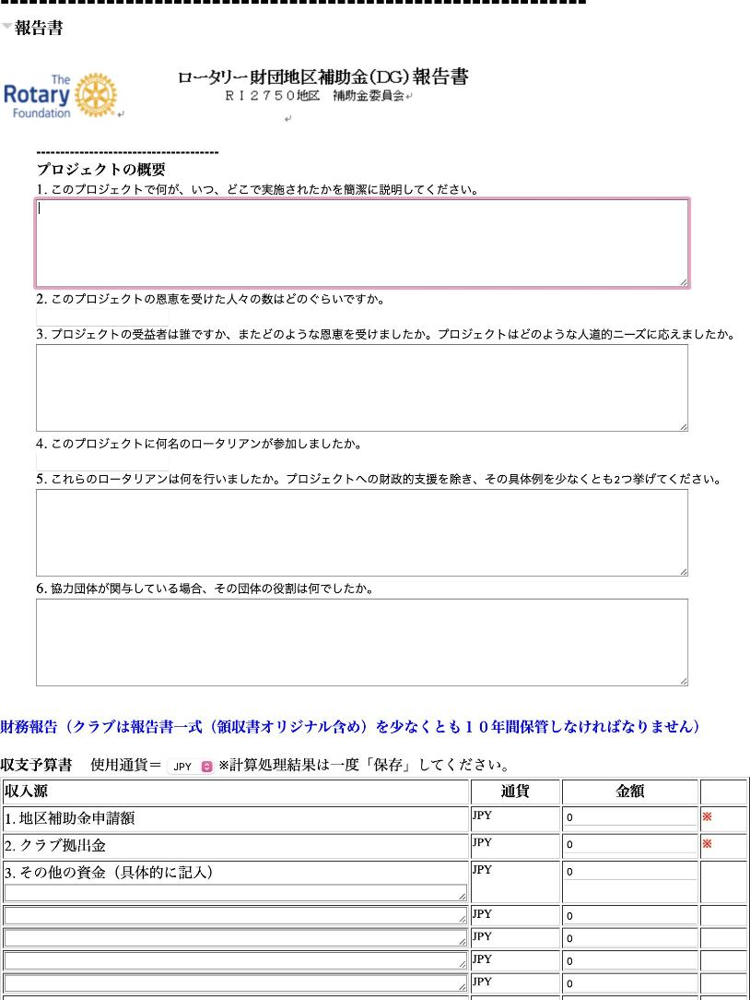 報告書
The
Rotary
Foundation
ロータリー財団地区補助金(DG)報告書
ＲＩ２７５０地区　補助金委員会
--------------------------------------
プロジェクトの概要
1. このプロジェクトで何が、いつ、どこで実施されたかを簡潔に説明してください。
2. このプロジェクトの恩恵を受けた人々の数はどのぐらいですか。
3. プロジェクトの受益者は誰ですか、またどのような恩恵を受けましたか。プロジェクトはどのような人道的ニーズに応えましたか。
4. このプロジェクトに何名のロータリアンが参加しましたか。
5. これらのロータリアンは何を行いましたか。プロジェクトへの財政的支援を除き、その具体例を少なくとも2つ挙げてください。
6. 協力団体が関与している場合、その団体の役割は何でしたか。
財務報告（クラブは報告書一式（領収書オリジナル含め）を少なくとも１０年間保管しなければなりません）
収支予算書　使用通貨＝ JPY ※計算処理結果は一度「保存」してください。
収入源 通貨 金額
1. 地区補助金申請額 JPY 0 ※
2. クラブ拠出金 JPY 0 ※
3. その他の資金（具体的に記入） JPY 0
JPY 0
JPY 0
JPY 0
JPY 0